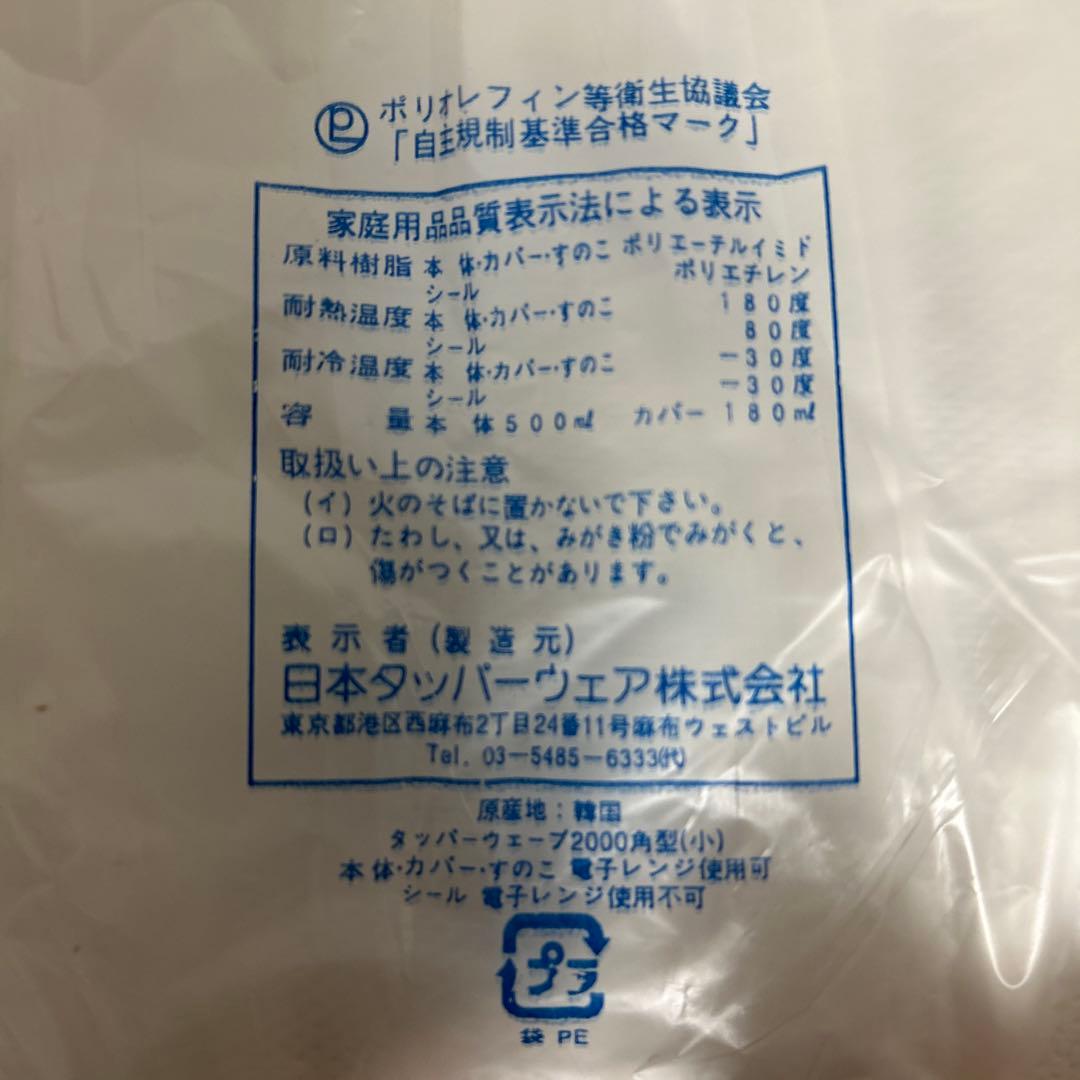 PL ポリオレフィン等衛生協議会
「自主規制基準合格マーク」
家庭用品品質表示法による表示
原料樹脂 本体・カバー・すのこ ポリエーテルイミド
シール ポリエチレン
耐熱温度 本体・カバー・すのこ 180度
シール 80度
耐冷温度 本体・カバー・すのこ -30度
シール -30度
容量 本体500ml カバー180ml
取扱い上の注意
(イ) 火のそばに置かないで下さい。
(ロ) たわし、又は、みがき粉でみがくと、
傷がつくことがあります。
表示者(製造元)
日本タッパーウェア株式会社
東京都港区西麻布2丁目24番11号麻布ウェストビル
Tel. 03-5485-6333(代)
原産地:韓国
タッパーウェーブ2000角型(小)
本体・カバー・すのこ 電子レンジ使用可
シール 電子レンジ使用不可
プラ
袋 PE